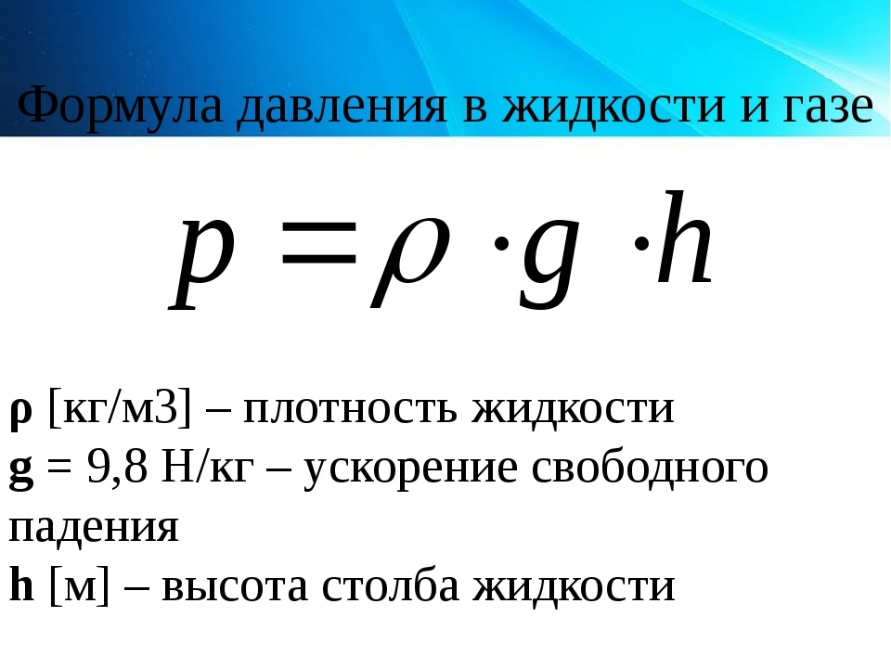 Формула давления в жидкости и газе
p = ρ · g · h
ρ [кг/м3] – плотность жидкости
g = 9,8 Н/кг – ускорение свободного
падения
h [м] – высота столба жидкости